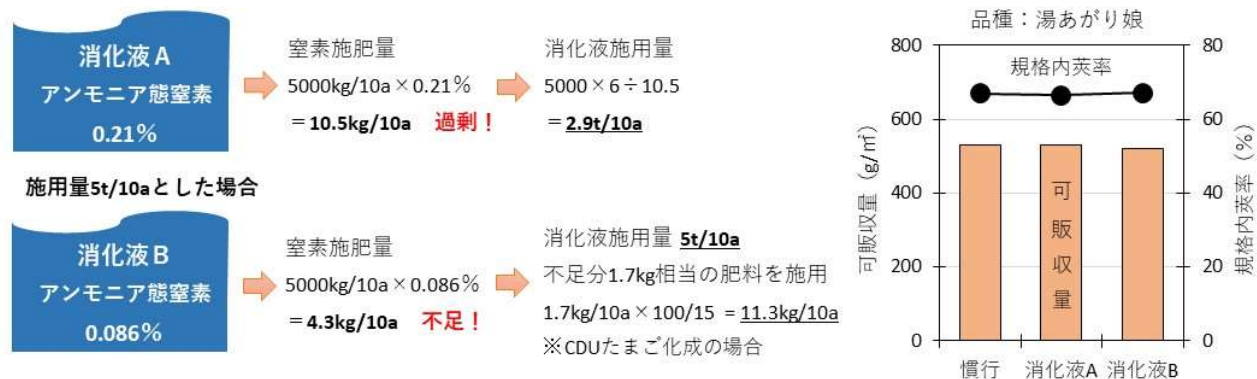 消化液A
アンモニア態窒素
0.21%
窒素施肥量
5000kg/10a×0.21%
=10.5kg/10a 過剰！
消化液施用量
5000×6÷10.5
=2.9t/10a
施用量5t/10aとした場合
消化液B
アンモニア態窒素
0.086%
窒素施肥量
5000kg/10a×0.086%
=4.3kg/10a 不足！
消化液施用量 5t/10a
不足分1.7kg相当の肥料を施用
1.7kg/10a×100/15 =11.3kg/10a
※CDUたまご化成の場合
品種：湯あがり娘
可販収量（g/㎡）
800
600
400
200
0
規格内莢率
可販収量
80
60
40
20
0
規格内莢率（%）
慣行 消化液A 消化液B